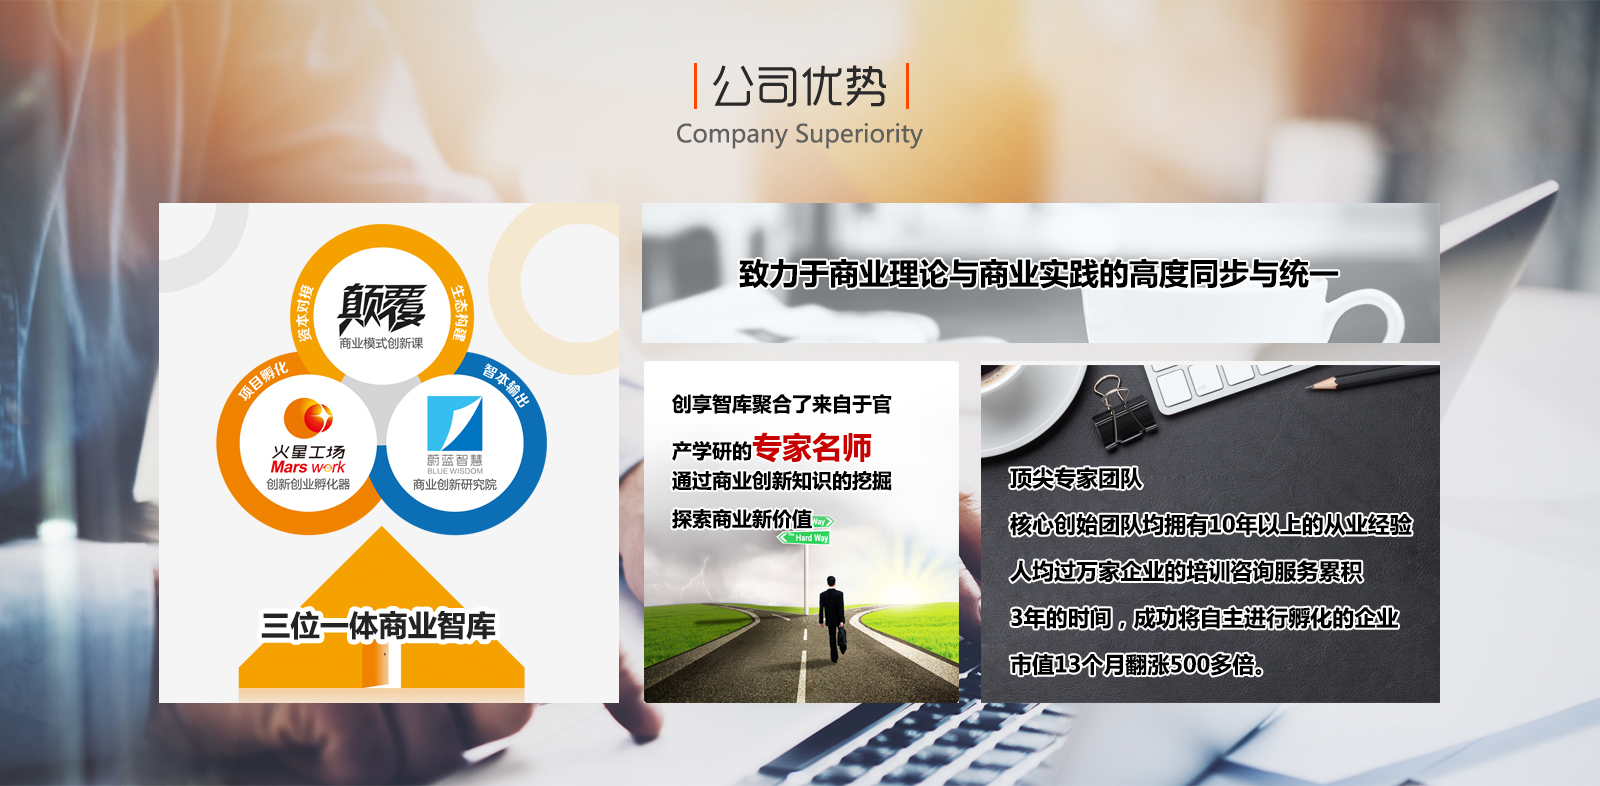 公司优势
Company Superiority
资本对接
生态构建
颠覆
商业模式创新课
项目孵化
智本输出
火星工场
Mars work
创新创业孵化器
蔚蓝智慧
BLUE WISDOM
商业创新研究院
三位一体商业智库
致力于商业理论与商业实践的高度同步与统一
创享智库聚合了来自于官
产学研的专家名师
通过商业创新知识的挖掘
探索商业新价值
Way
The Hard Way
顶尖专家团队
核心创始团队均拥有10年以上的从业经验
人均过万家企业的培训咨询服务累积
3年的时间，成功将自主进行孵化的企业
市值13个月翻涨500多倍。